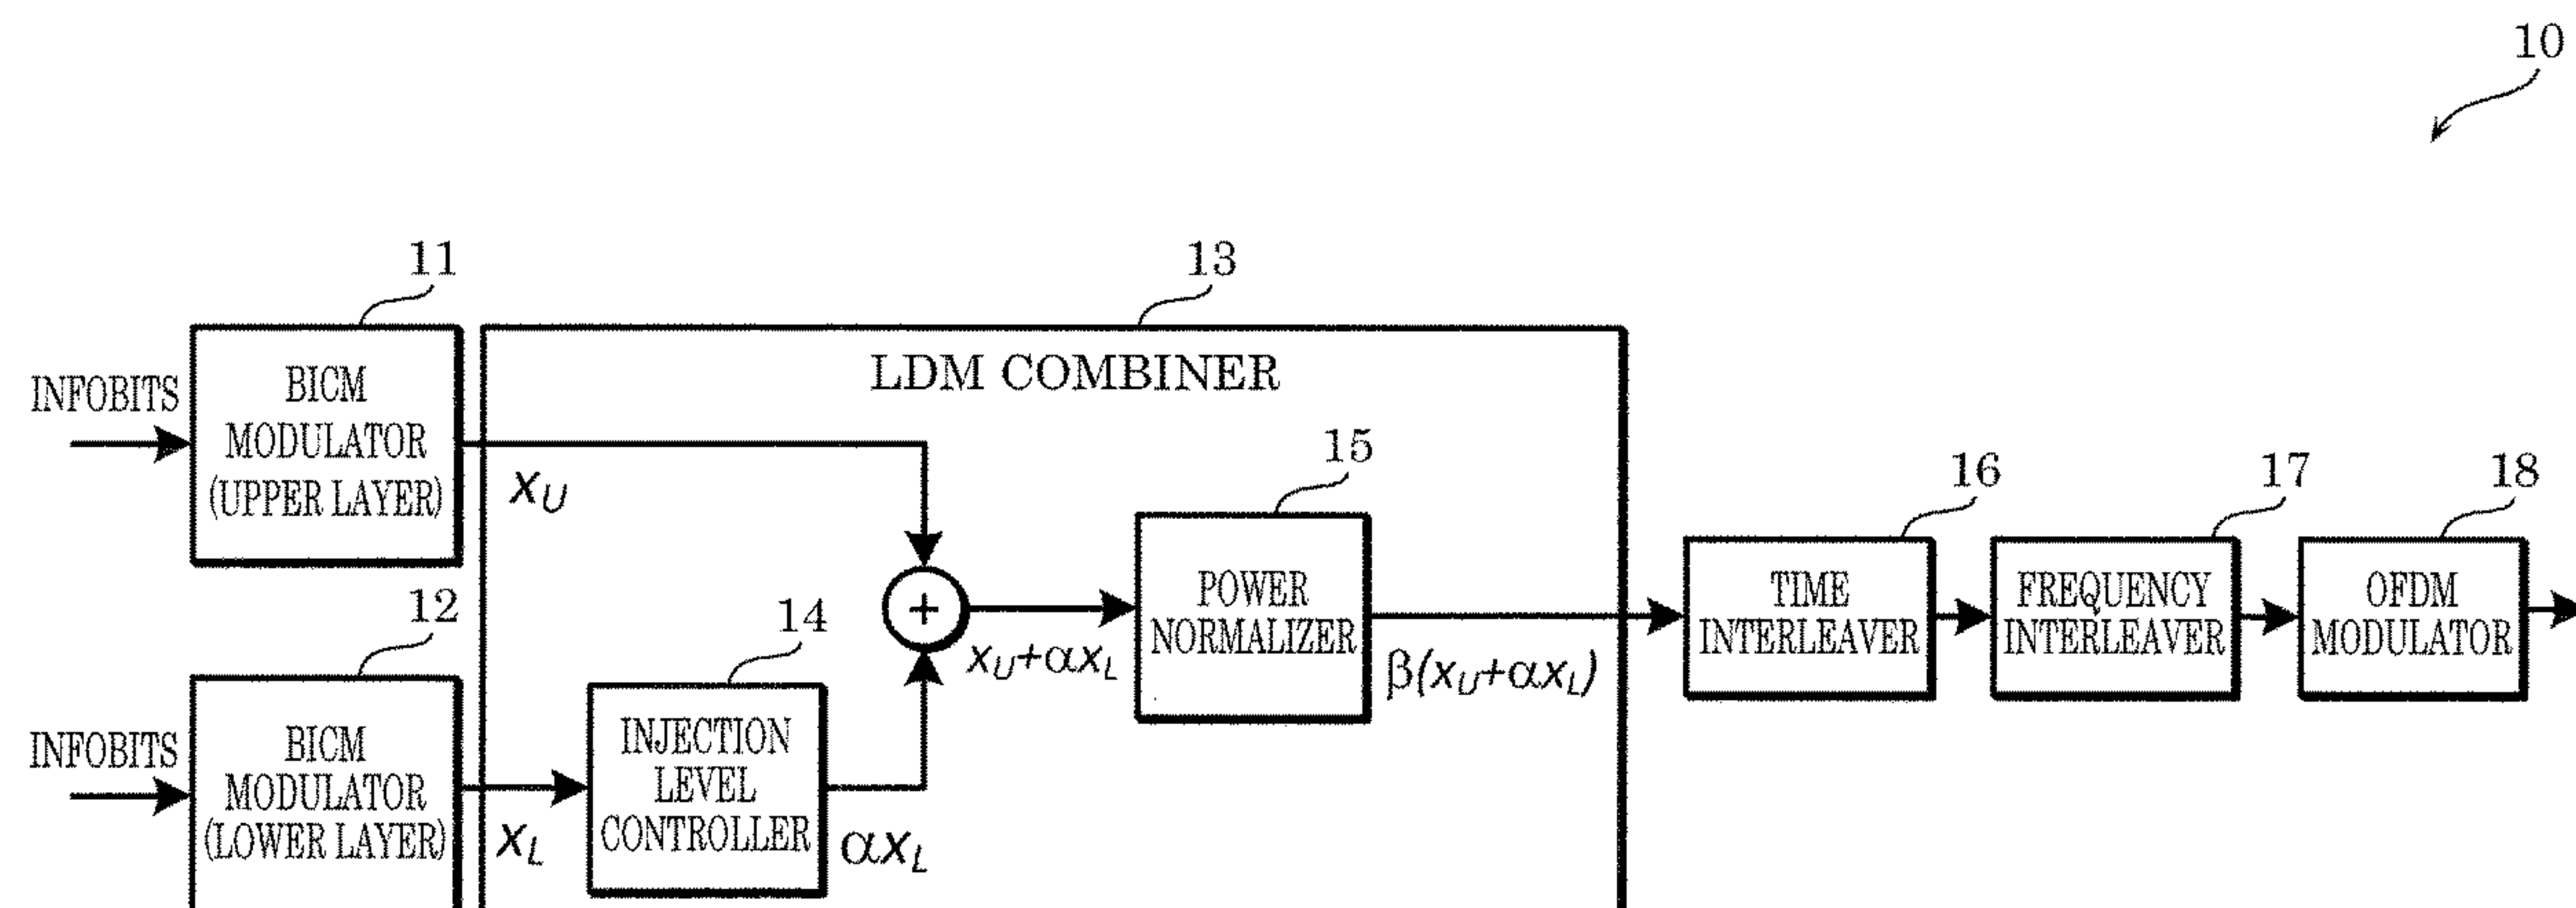 10
11
13
LDM COMBINER
INFOBITS
BICM
MODULATOR
(UPPER LAYER)
x_U
15
16
17
18
POWER
NORMALIZER
+
x_U+αx_L
β(x_U+αx_L)
TIME
INTERLEAVER
FREQUENCY
INTERLEAVER
OFDM
MODULATOR
12
14
INFOBITS
BICM
MODULATOR
(LOWER LAYER)
x_L
INJECTION
LEVEL
CONTROLLER
αx_L